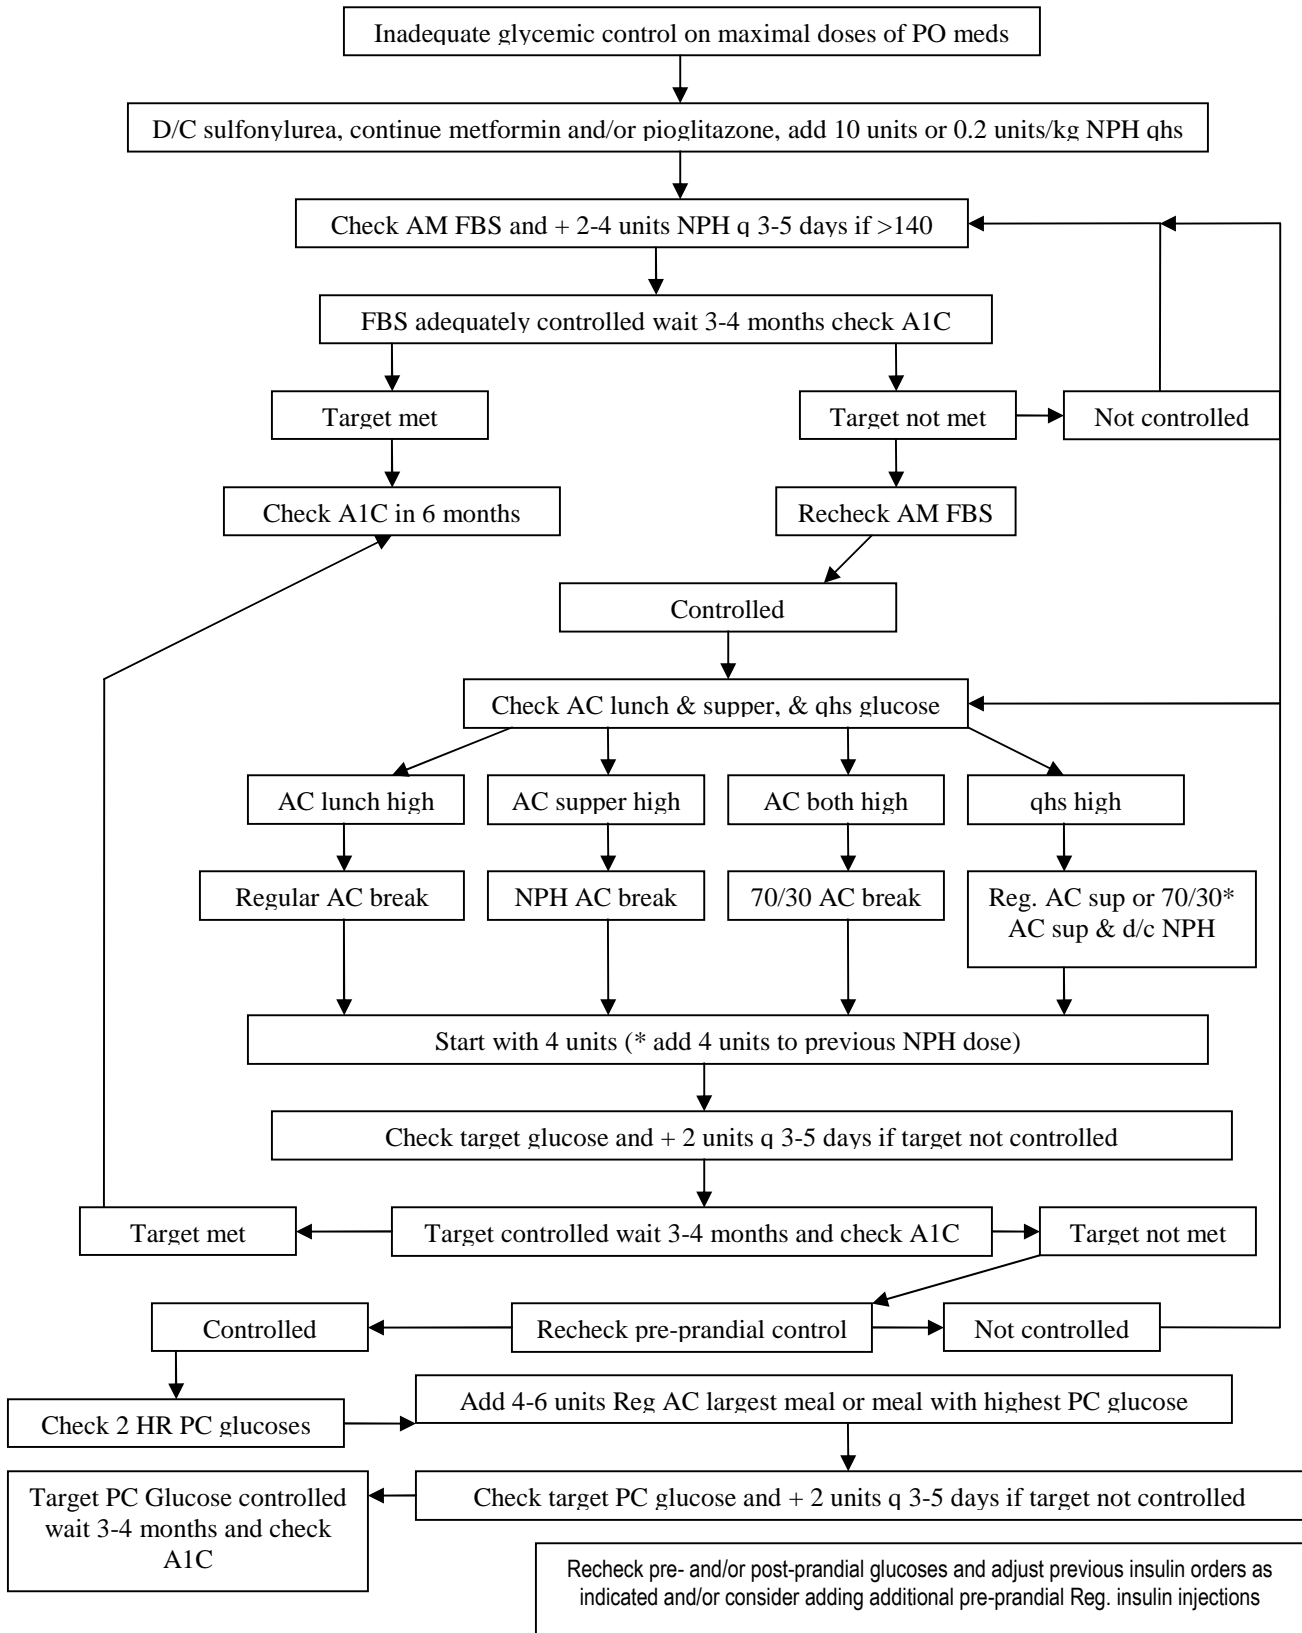 Inadequate glycemic control on maximal doses of PO meds
D/C sulfonylurea, continue metformin and/or pioglitazone, add 10 units or 0.2 units/kg NPH qhs
Check AM FBS and + 2-4 units NPH q 3-5 days if >140
FBS adequately controlled wait 3-4 months check A1C
Target met
Target not met
Not controlled
Check A1C in 6 months
Recheck AM FBS
Controlled
Check AC lunch & supper, & qhs glucose
AC lunch high
AC supper high
AC both high
qhs high
Regular AC break
NPH AC break
70/30 AC break
Reg. AC sup or 70/30*
AC sup & d/c NPH
Start with 4 units (* add 4 units to previous NPH dose)
Check target glucose and + 2 units q 3-5 days if target not controlled
Target met
Target controlled wait 3-4 months and check A1C
Target not met
Controlled
Recheck pre-prandial control
Not controlled
Check 2 HR PC glucoses
Add 4-6 units Reg AC largest meal or meal with highest PC glucose
Target PC Glucose controlled
wait 3-4 months and check
A1C
Check target PC glucose and + 2 units q 3-5 days if target not controlled
Recheck pre- and/or post-prandial glucoses and adjust previous insulin orders as
indicated and/or consider adding additional pre-prandial Reg. insulin injections